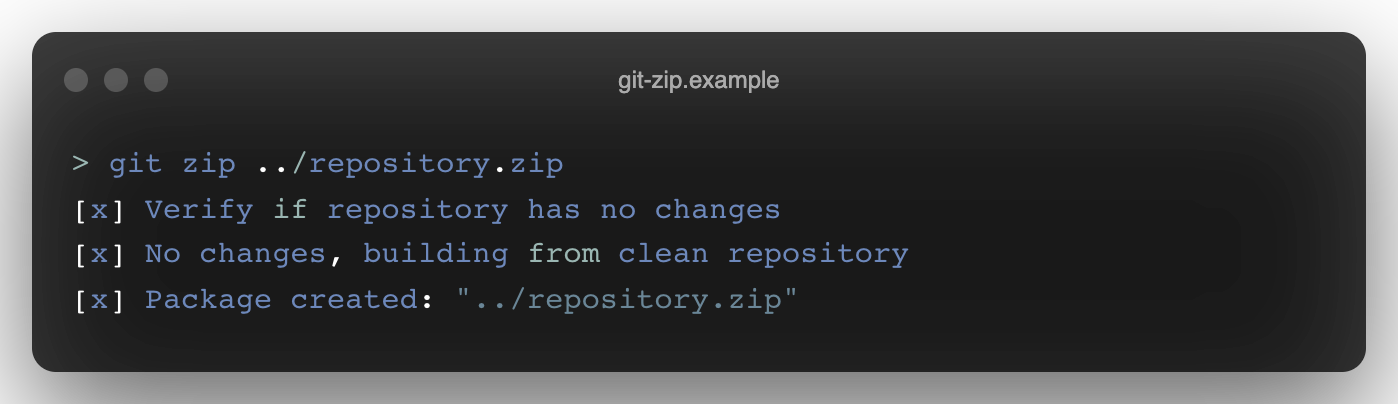 git-zip.example
> git zip ../repository.zip
[x] Verify if repository has no changes
[x] No changes, building from clean repository
[x] Package created: "../repository.zip"